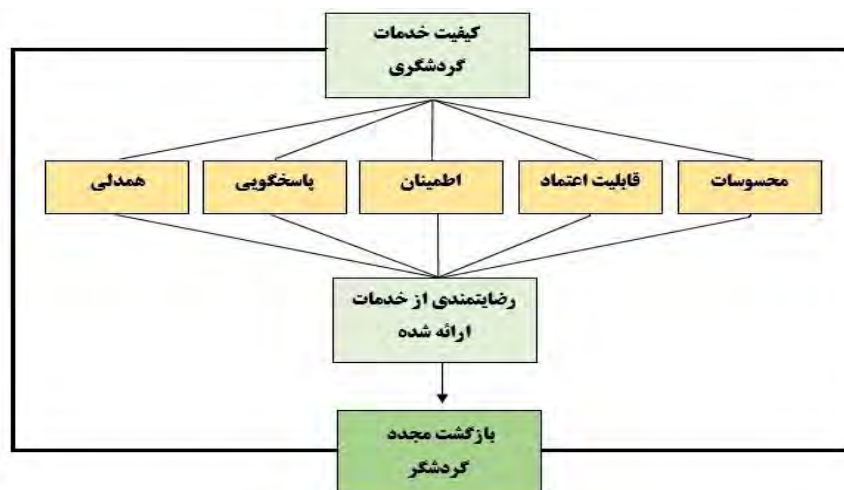 کیفیت خدمات
گردشگری
محسوسات
قابلیت اعتماد
اطمینان
پاسخگویی
همدلی
رضایتمندی از خدمات
ارائه شده
بازگشت مجدد
گردشگر